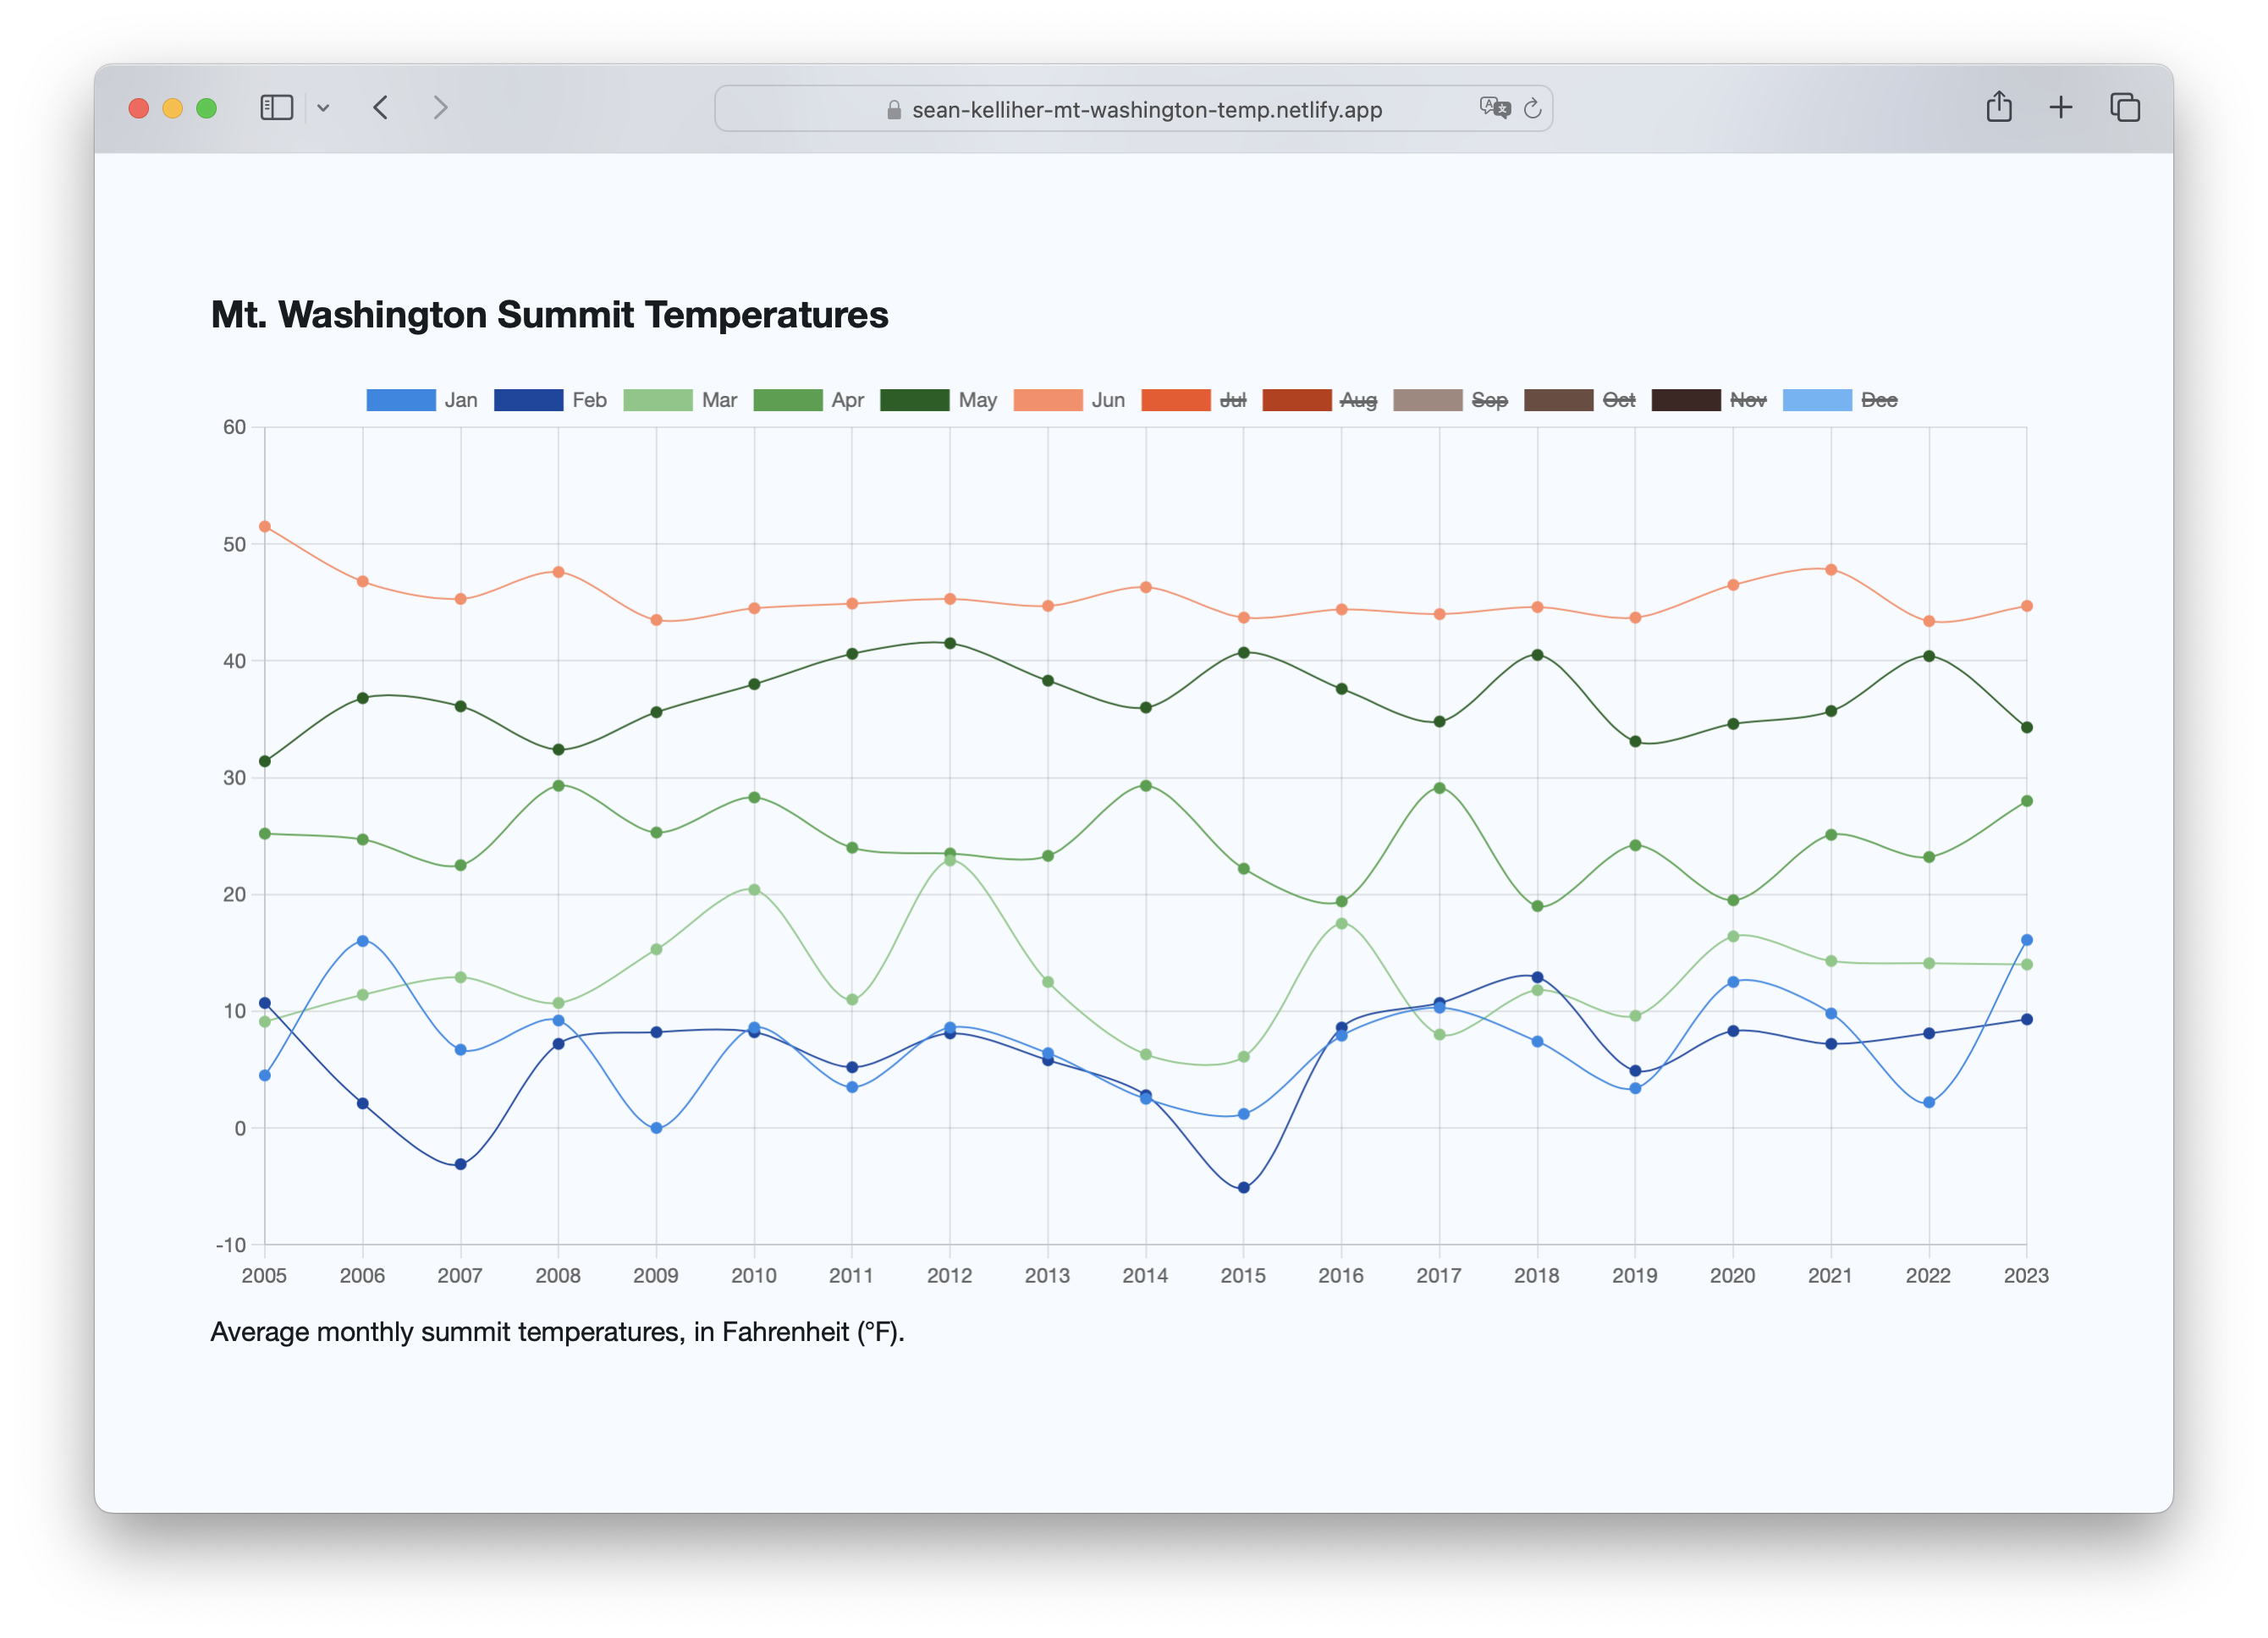 sean-kelliher-mt-washington-temp.netlify.app
Mt. Washington Summit Temperatures
Jan Feb Mar Apr May Jun Jul Aug Sep Oct Nov Dec
60
50
40
30
20
10
0
-10
2005 2006 2007 2008 2009 2010 2011 2012 2013 2014 2015 2016 2017 2018 2019 2020 2021 2022 2023
Average monthly summit temperatures, in Fahrenheit (°F).